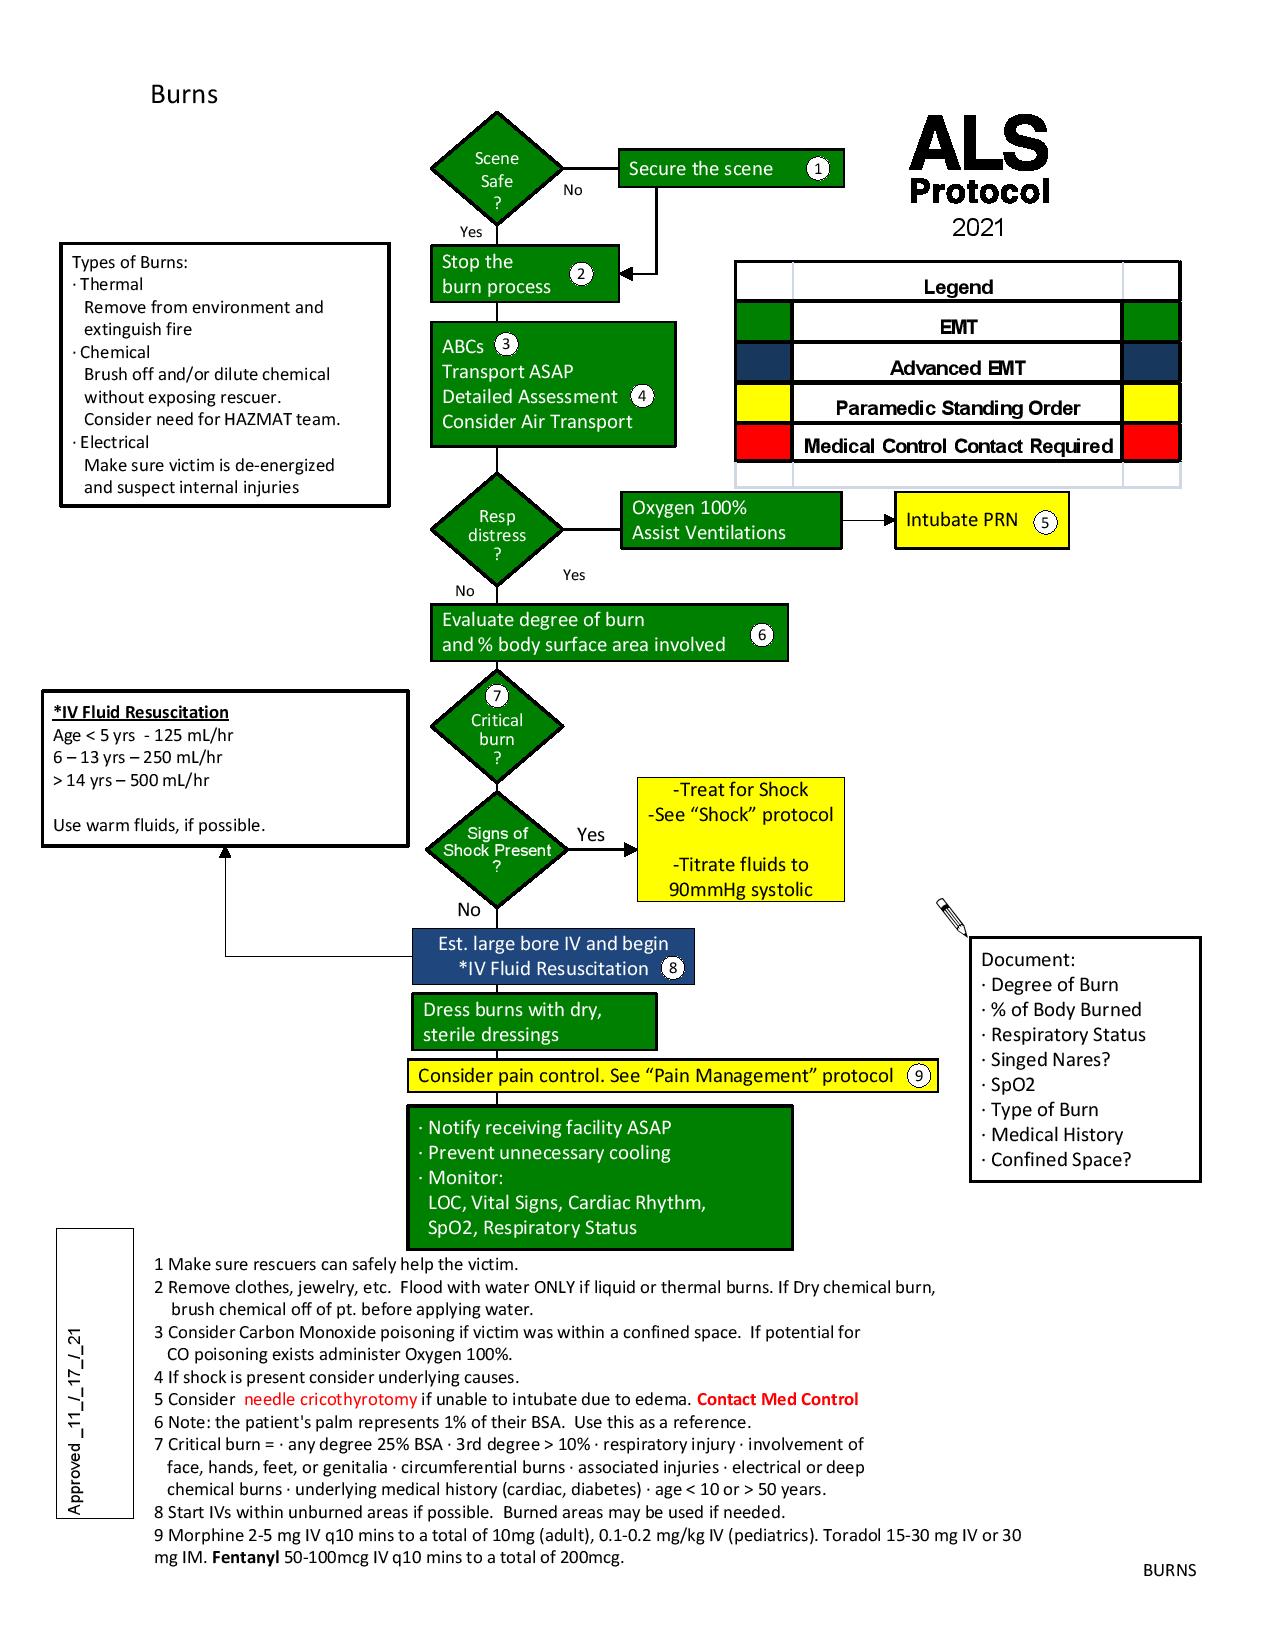 Burns
ALS
Protocol
2021
Scene
Safe
?
No
Yes
Secure the scene 1
Stop the
burn process 2
Types of Burns:
· Thermal
Remove from environment and
extinguish fire
· Chemical
Brush off and/or dilute chemical
without exposing rescuer.
Consider need for HAZMAT team.
· Electrical
Make sure victim is de-energized
and suspect internal injuries
Legend
EMT
Advanced EMT
Paramedic Standing Order
Medical Control Contact Required
ABCs 3
Transport ASAP
Detailed Assessment 4
Consider Air Transport
Resp
distress
?
Yes
No
Oxygen 100%
Assist Ventilations
Intubate PRN 5
Evaluate degree of burn
and % body surface area involved 6
7
Critical
burn
?
*IV Fluid Resuscitation
Age < 5 yrs - 125 mL/hr
6 – 13 yrs – 250 mL/hr
> 14 yrs – 500 mL/hr
Use warm fluids, if possible.
Signs of
Shock Present
?
Yes
No
-Treat for Shock
-See “Shock” protocol
-Titrate fluids to
90mmHg systolic
Est. large bore IV and begin
*IV Fluid Resuscitation 8
Dress burns with dry,
sterile dressings
Consider pain control. See “Pain Management” protocol 9
· Notify receiving facility ASAP
· Prevent unnecessary cooling
· Monitor:
LOC, Vital Signs, Cardiac Rhythm,
SpO2, Respiratory Status
Document:
· Degree of Burn
· % of Body Burned
· Respiratory Status
· Singed Nares?
· SpO2
· Type of Burn
· Medical History
· Confined Space?
Approved _11_/_17_/_21
1 Make sure rescuers can safely help the victim.
2 Remove clothes, jewelry, etc. Flood with water ONLY if liquid or thermal burns. If Dry chemical burn,
brush chemical off of pt. before applying water.
3 Consider Carbon Monoxide poisoning if victim was within a confined space. If potential for
CO poisoning exists administer Oxygen 100%.
4 If shock is present consider underlying causes.
5 Consider needle cricothyrotomy if unable to intubate due to edema. Contact Med Control
6 Note: the patient's palm represents 1% of their BSA. Use this as a reference.
7 Critical burn = · any degree 25% BSA · 3rd degree > 10% · respiratory injury · involvement of
face, hands, feet, or genitalia · circumferential burns · associated injuries · electrical or deep
chemical burns · underlying medical history (cardiac, diabetes) · age < 10 or > 50 years.
8 Start IVs within unburned areas if possible. Burned areas may be used if needed.
9 Morphine 2-5 mg IV q10 mins to a total of 10mg (adult), 0.1-0.2 mg/kg IV (pediatrics). Toradol 15-30 mg IV or 30
mg IM. Fentanyl 50-100mcg IV q10 mins to a total of 200mcg.
BURNS